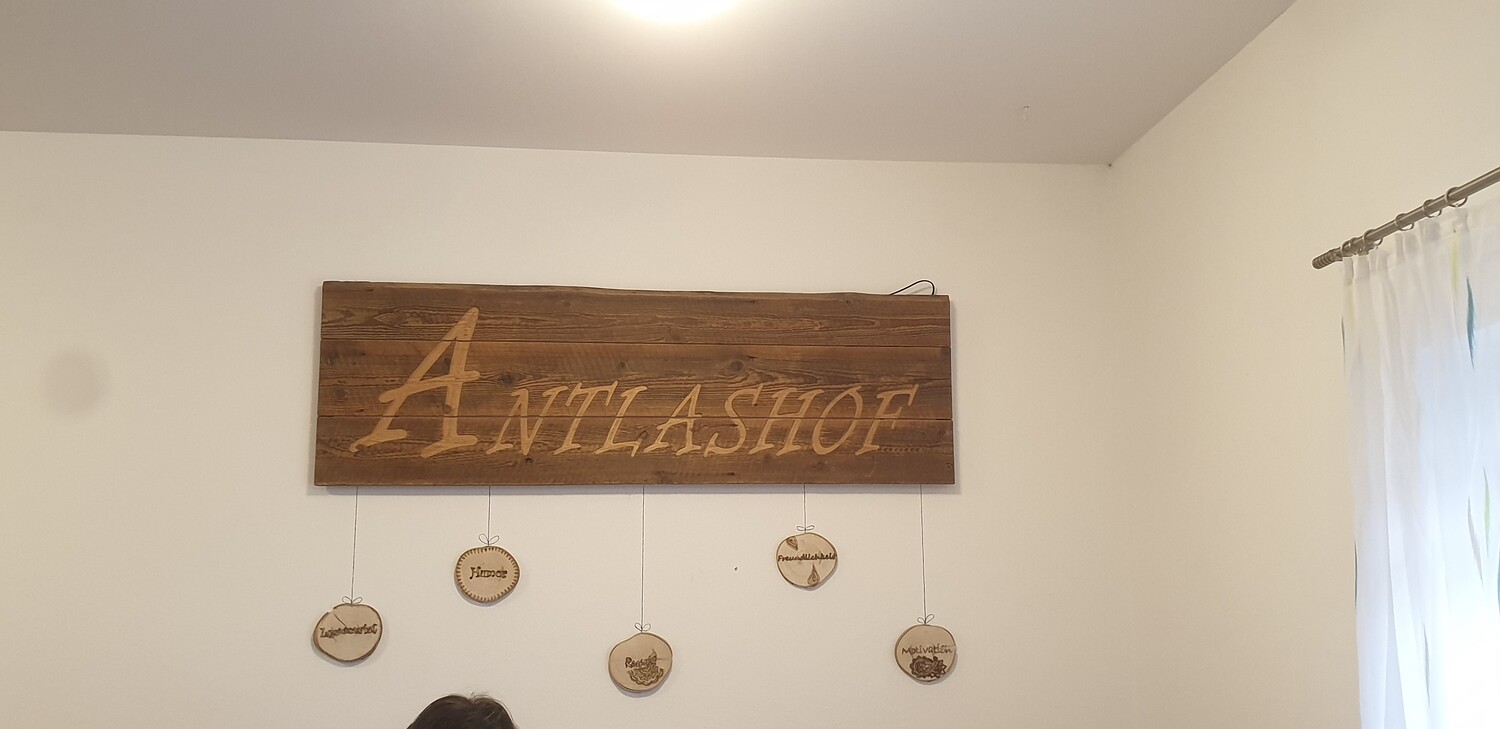 ANTLASHOF
Humor
Freundlichkeit
Motivation